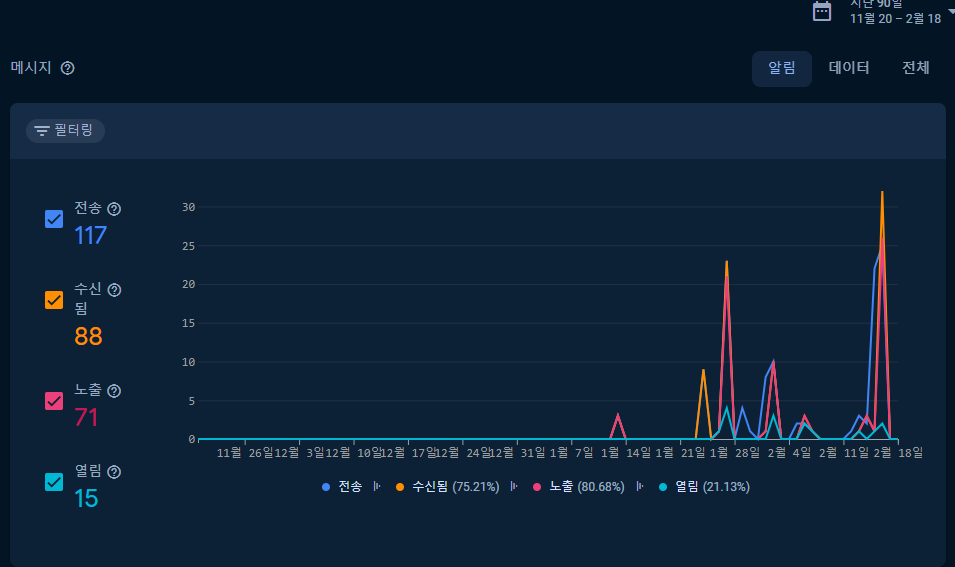 지난 90일
11월 20 – 2월 18
메시지
알림 데이터 전체
필터링
전송
117
수신
됨
88
노출
71
열림
15
30
25
20
15
10
5
0
11월 26일 12월 3일 12월 10일 12월 17일 12월 24일 12월 31일 1월 7일 1월 14일 1월 21일 1월 28일 2월 4일 2월 11일 2월 18일
전송 수신됨 (75.21%) 노출 (80.68%) 열림 (21.13%)